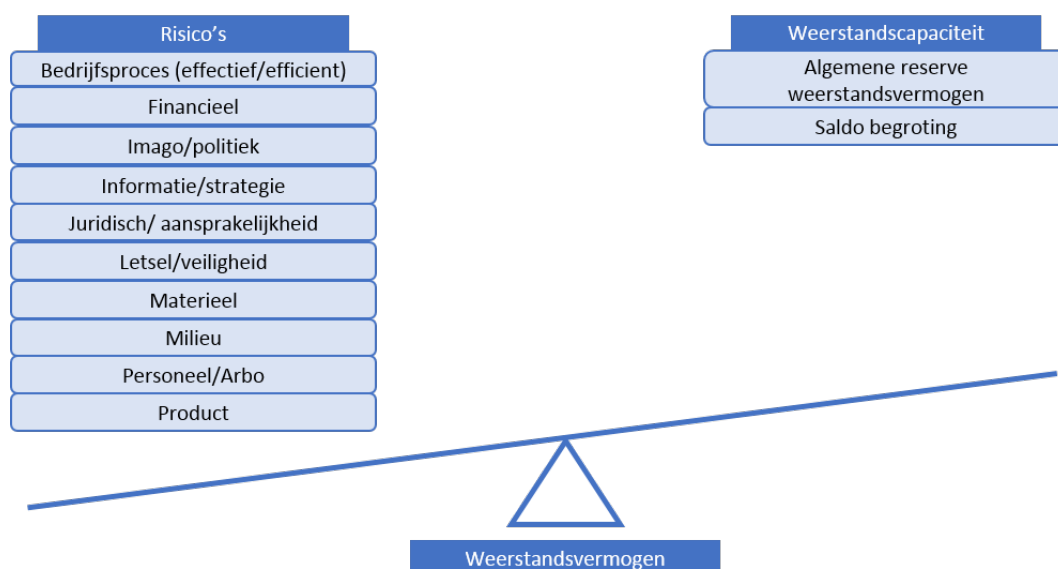 Risico's
Bedrijfsproces (effectief/efficient)
Financieel
Imago/politiek
Informatie/strategie
Juridisch/ aansprakelijkheid
Letsel/veiligheid
Materieel
Milieu
Personeel/Arbo
Product
Weerstandscapaciteit
Algemene reserve
weerstandsvermogen
Saldo begroting
Weerstandsvermogen